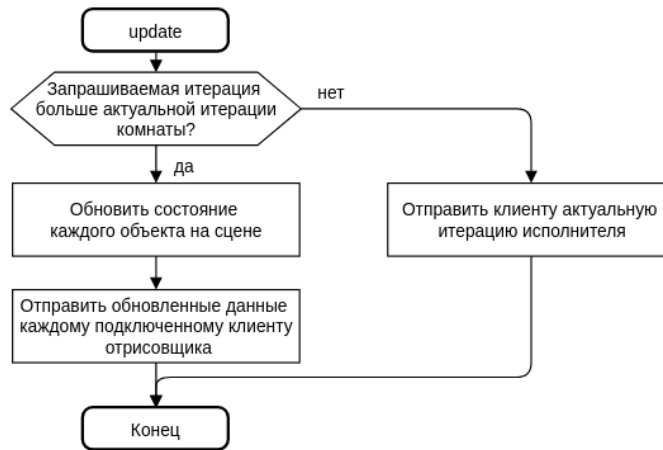 update
Запрашиваемая итерация
больше актуальной итерации
комнаты?
нет
да
Обновить состояние
каждого объекта на сцене
Отправить клиенту актуальную
итерацию исполнителя
Отправить обновленные данные
каждому подключенному клиенту
отрисовщика
Конец